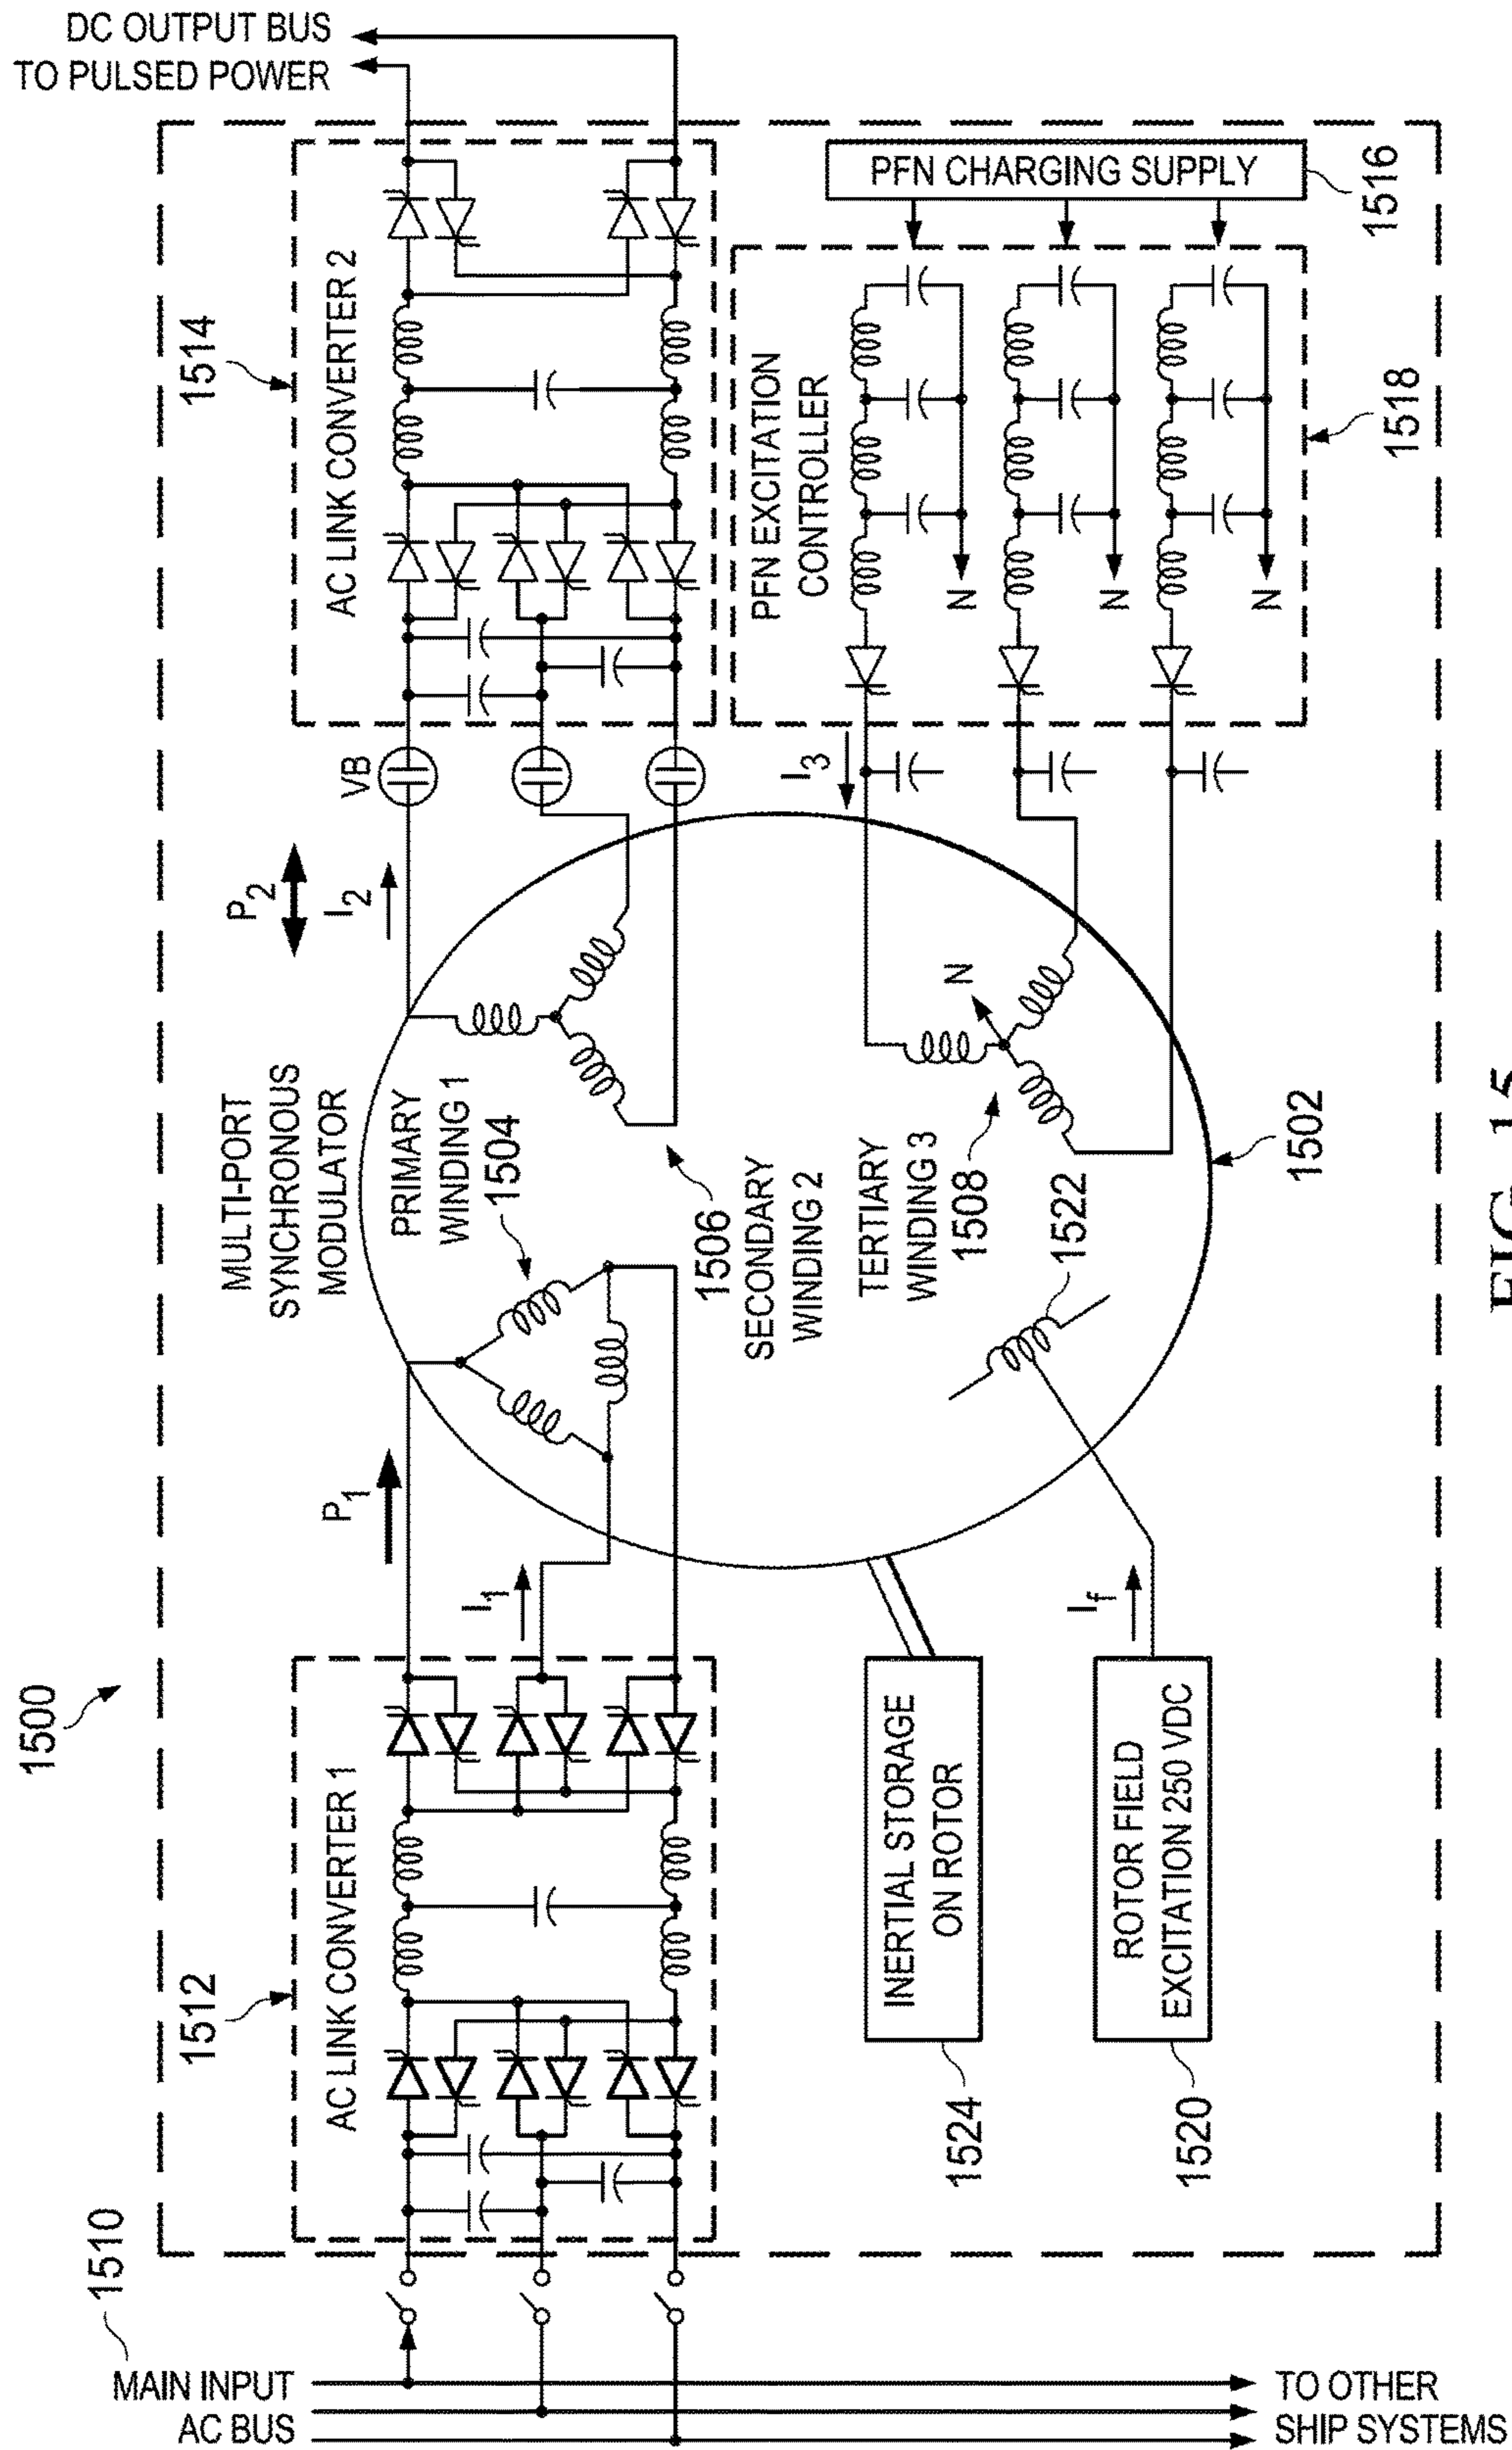 1500
1510
MAIN INPUT
AC BUS
TO OTHER
SHIP SYSTEMS
1512
AC LINK CONVERTER 1
P1
I1
MULTI-PORT
SYNCHRONOUS
MODULATOR
PRIMARY
WINDING 1
1504
1506
SECONDARY
WINDING 2
P2
I2
VB
1514
AC LINK CONVERTER 2
DC OUTPUT BUS
TO PULSED POWER
INERTIAL STORAGE
ON ROTOR
1524
ROTOR FIELD
EXCITATION 250 VDC
1520
If
TERTIARY
WINDING 3
1508
1522
N
1502
I3
PFN EXCITATION
CONTROLLER
N
N
N
1518
PFN CHARGING SUPPLY
1516
FIG. 15